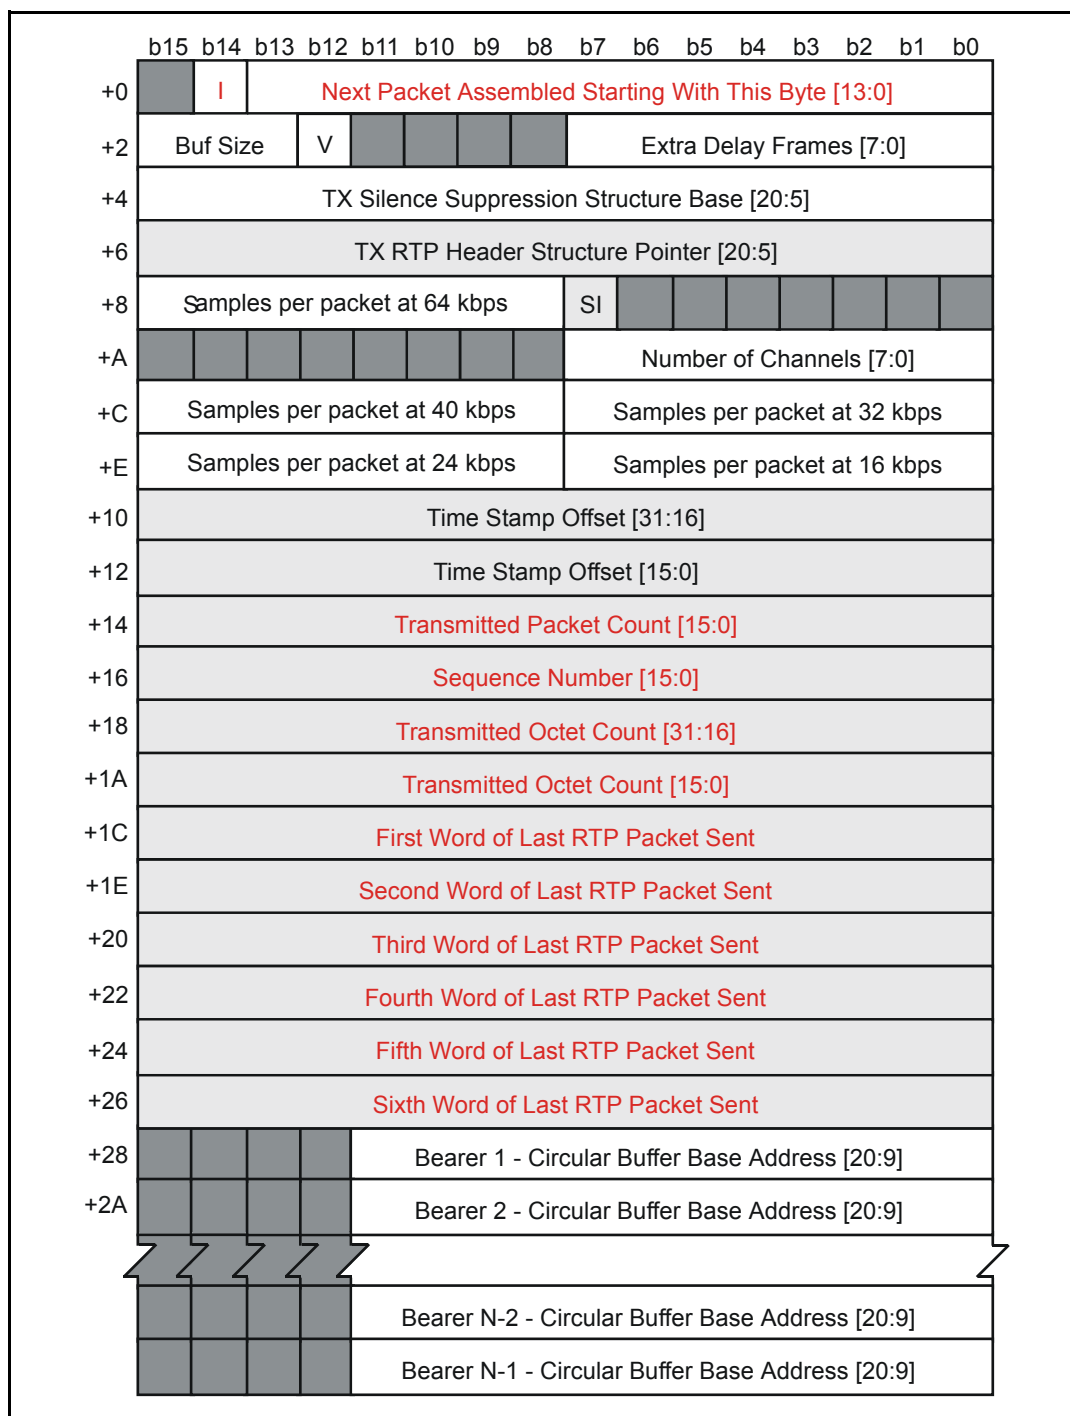 b15 b14 b13 b12 b11 b10 b9 b8 b7 b6 b5 b4 b3 b2 b1 b0
+0 I Next Packet Assembled Starting With This Byte [13:0]
+2 Buf Size V Extra Delay Frames [7:0]
+4 TX Silence Suppression Structure Base [20:5]
+6 TX RTP Header Structure Pointer [20:5]
+8 Samples per packet at 64 kbps SI
+A Number of Channels [7:0]
+C Samples per packet at 40 kbps Samples per packet at 32 kbps
+E Samples per packet at 24 kbps Samples per packet at 16 kbps
+10 Time Stamp Offset [31:16]
+12 Time Stamp Offset [15:0]
+14 Transmitted Packet Count [15:0]
+16 Sequence Number [15:0]
+18 Transmitted Octet Count [31:16]
+1A Transmitted Octet Count [15:0]
+1C First Word of Last RTP Packet Sent
+1E Second Word of Last RTP Packet Sent
+20 Third Word of Last RTP Packet Sent
+22 Fourth Word of Last RTP Packet Sent
+24 Fifth Word of Last RTP Packet Sent
+26 Sixth Word of Last RTP Packet Sent
+28 Bearer 1 - Circular Buffer Base Address [20:9]
+2A Bearer 2 - Circular Buffer Base Address [20:9]
Bearer N-2 - Circular Buffer Base Address [20:9]
Bearer N-1 - Circular Buffer Base Address [20:9]